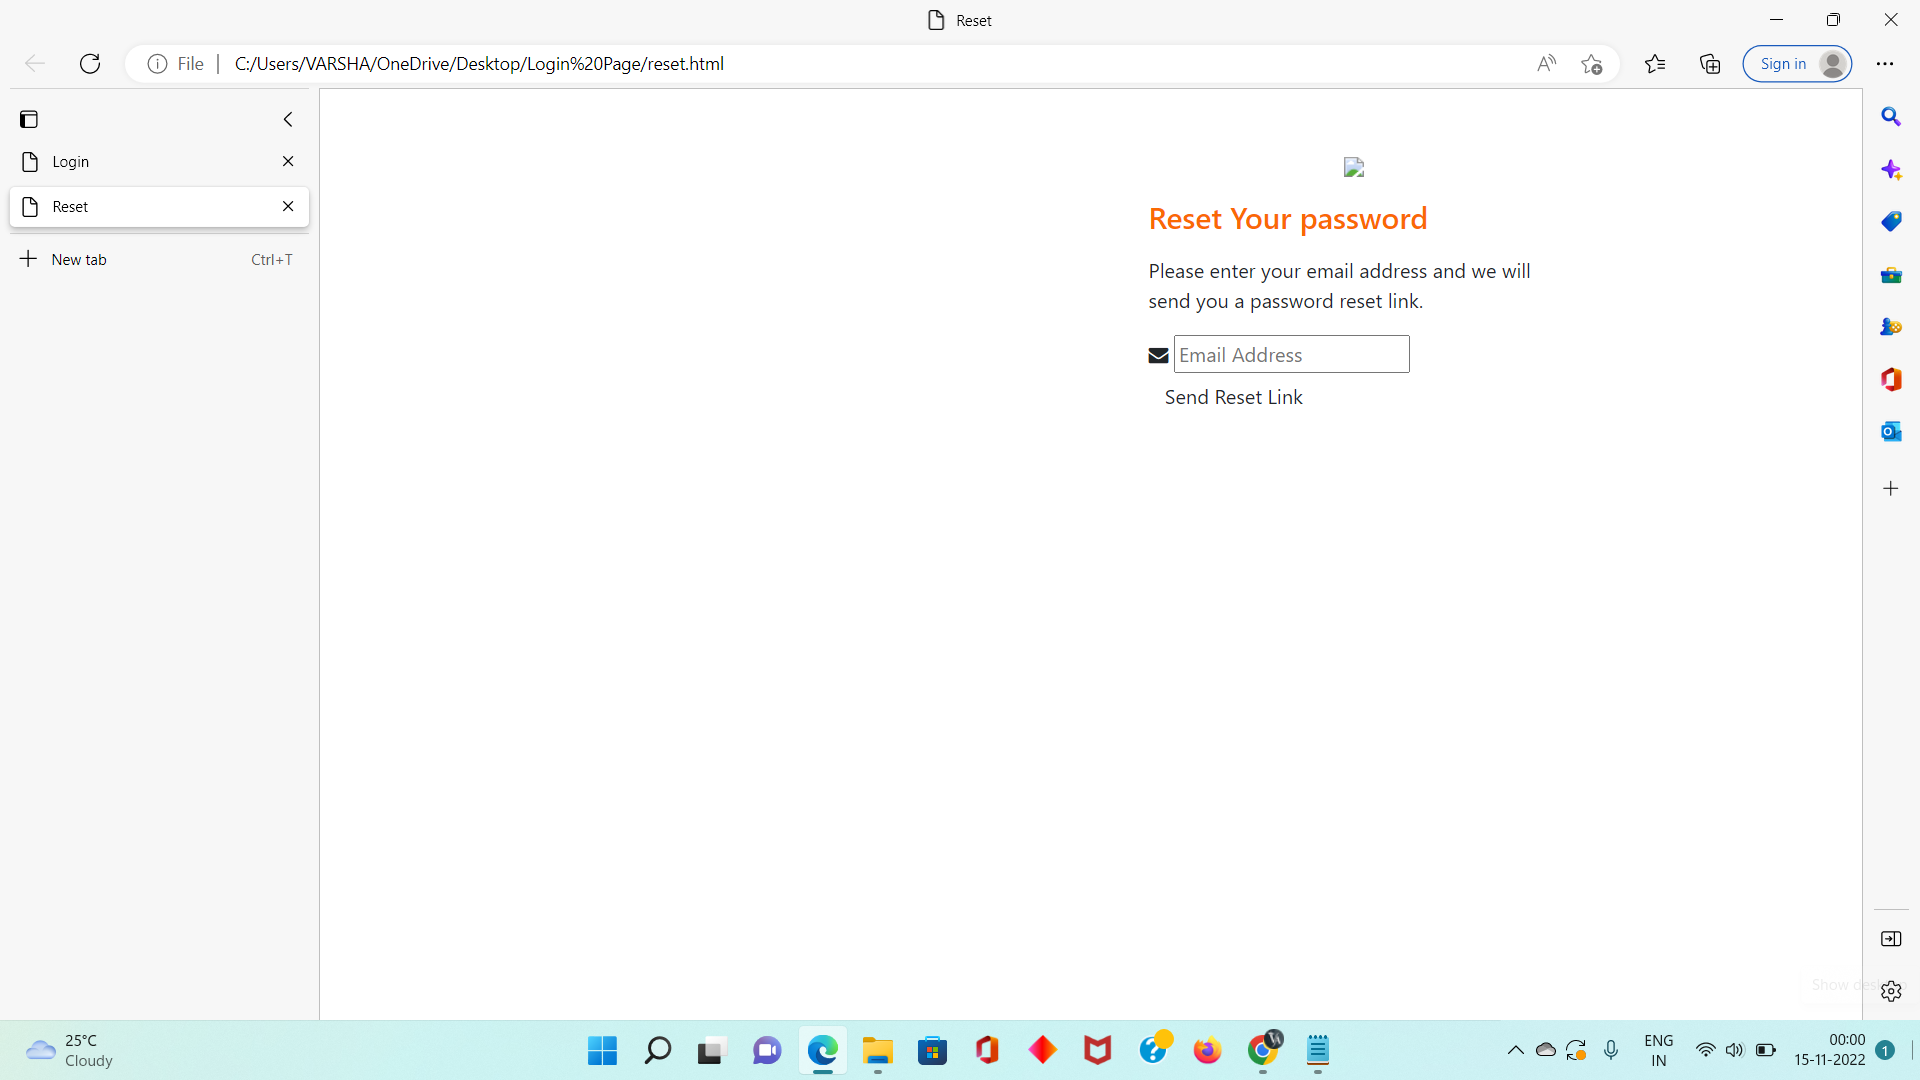 Reset
File
C:/Users/VARSHA/OneDrive/Desktop/Login%20Page/reset.html
Sign in
Login
Reset
New tab Ctrl+T
Reset Your password
Please enter your email address and we will
send you a password reset link.
Email Address
Send Reset Link
25°C
Cloudy
ENG
IN
00:00
15-11-2022
1
Show